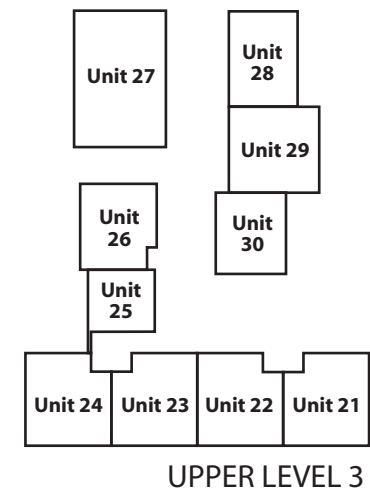 Unit 27
Unit
28
Unit 29
Unit
26
Unit
30
Unit
25
Unit 24
Unit 23
Unit 22
Unit 21
UPPER LEVEL 3